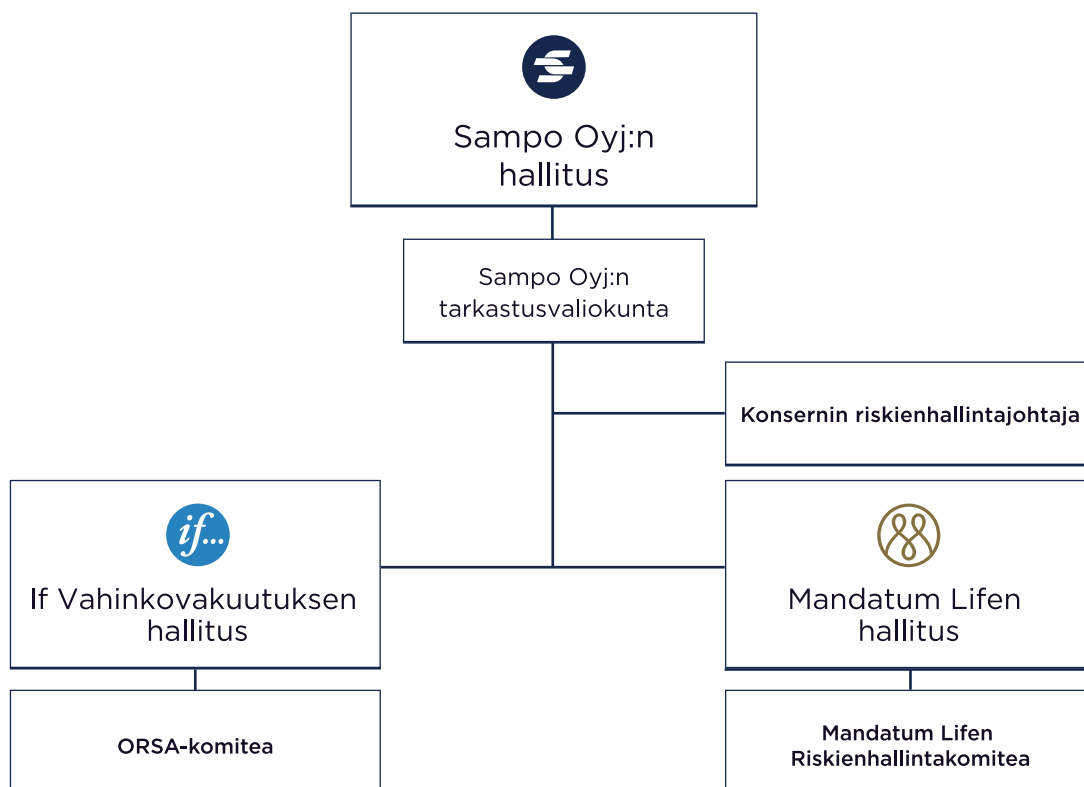 Sampo Oyj:n
hallitus
Sampo Oyj:n
tarkastusvaliokunta
Konsernin riskienhallintajohtaja
if...
If Vahinkovakuutuksen
hallitus
Mandatum Lifen
hallitus
ORSA-komitea
Mandatum Lifen
Riskienhallintakomitea